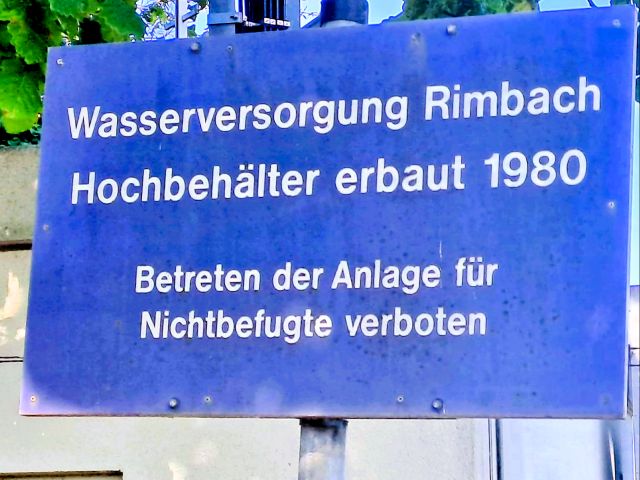 Wasserversorgung Rimbach
Hochbehälter erbaut 1980
Betreten der Anlage für
Nichtbefugte verboten